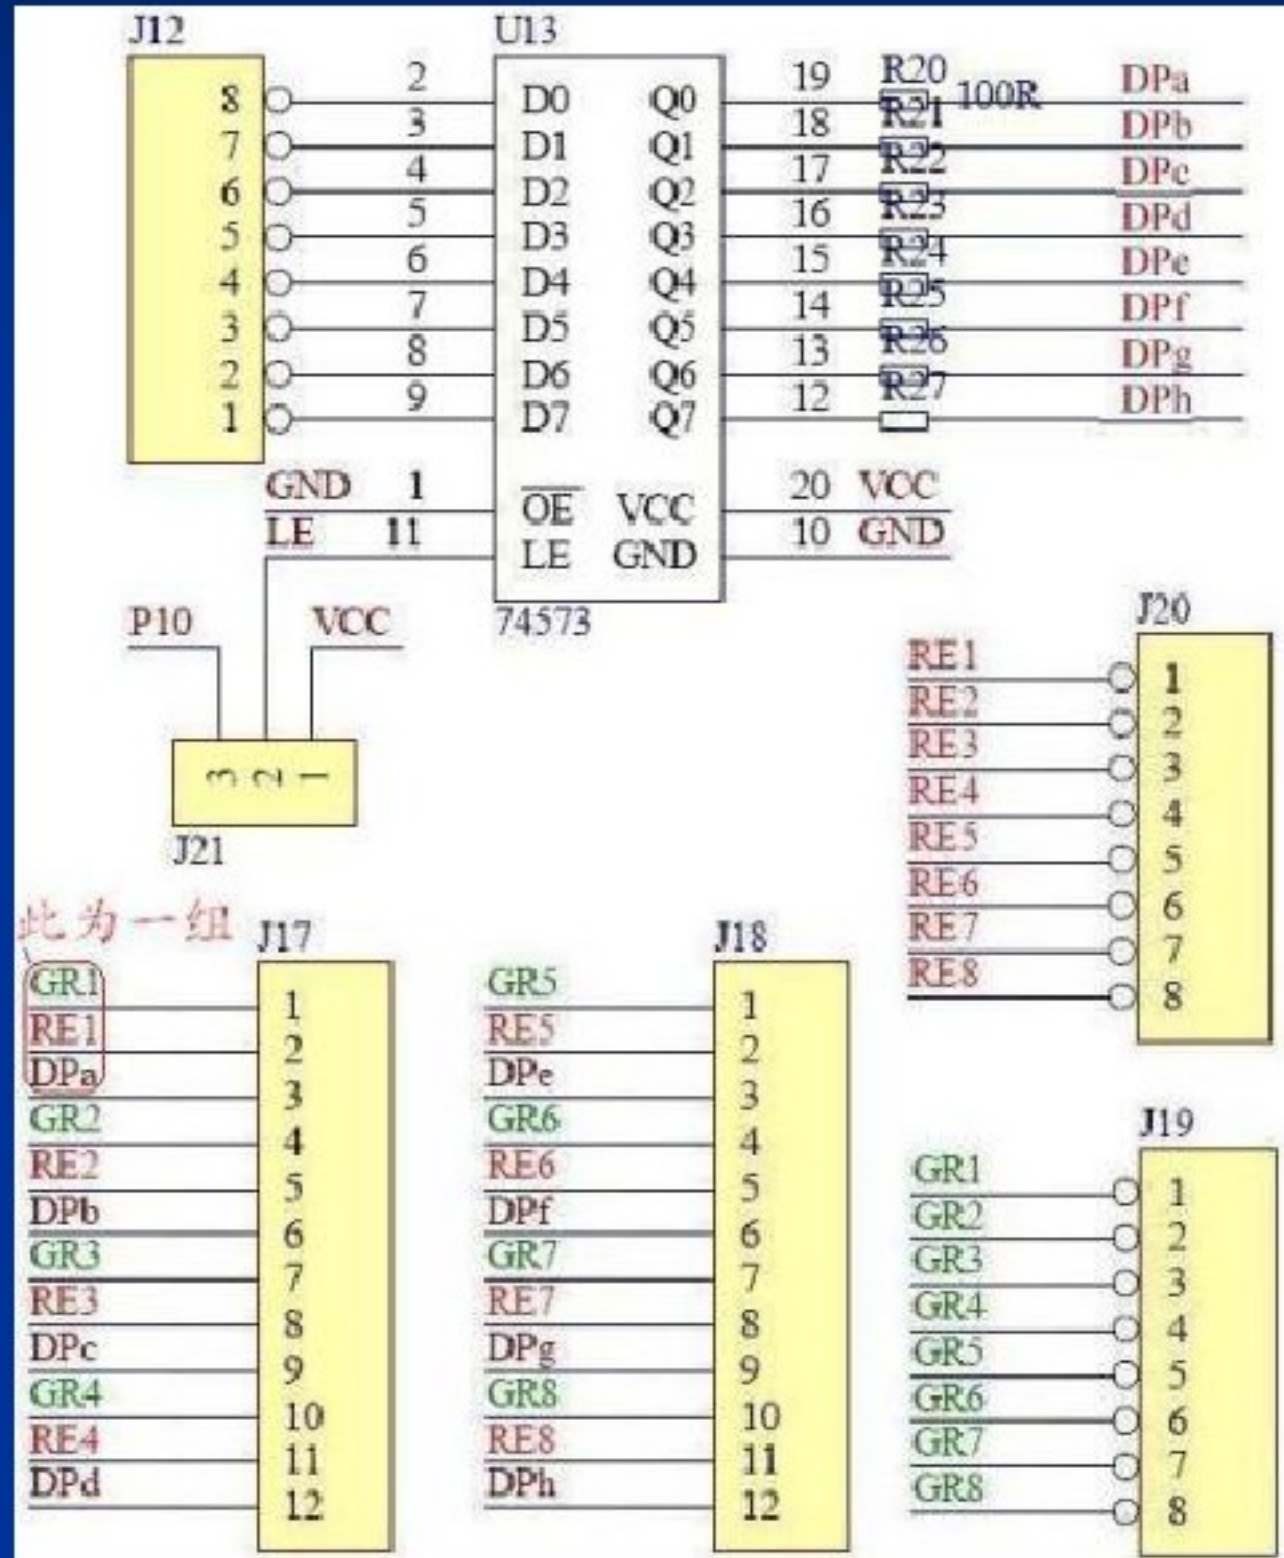 J12 U13
8 2 D0 Q0 19 R20 100R DPa
7 3 D1 Q1 18 R21 DPb
6 4 D2 Q2 17 R22 DPc
5 5 D3 Q3 16 R23 DPd
4 6 D4 Q4 15 R24 DPe
3 7 D5 Q5 14 R25 DPf
2 8 D6 Q6 13 R26 DPg
1 9 D7 Q7 12 R27 DPh
GND 1 OE VCC 20 VCC
LE 11 LE GND 10 GND
74573
P10 VCC
3 2 1
J21
J20
RE1 1
RE2 2
RE3 3
RE4 4
RE5 5
RE6 6
RE7 7
RE8 8
此为一组
J17
GR1 1
RE1 2
DPa 3
GR2 4
RE2 5
DPb 6
GR3 7
RE3 8
DPc 9
GR4 10
RE4 11
DPd 12
J18
GR5 1
RE5 2
DPe 3
GR6 4
RE6 5
DPf 6
GR7 7
RE7 8
DPg 9
GR8 10
RE8 11
DPh 12
J19
GR1 1
GR2 2
GR3 3
GR4 4
GR5 5
GR6 6
GR7 7
GR8 8